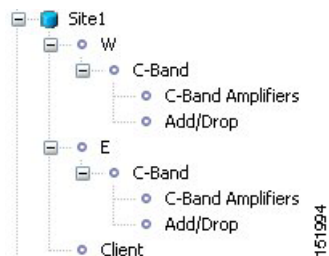 Site1
W
C-Band
C-Band Amplifiers
Add/Drop
E
C-Band
C-Band Amplifiers
Add/Drop
Client
151994